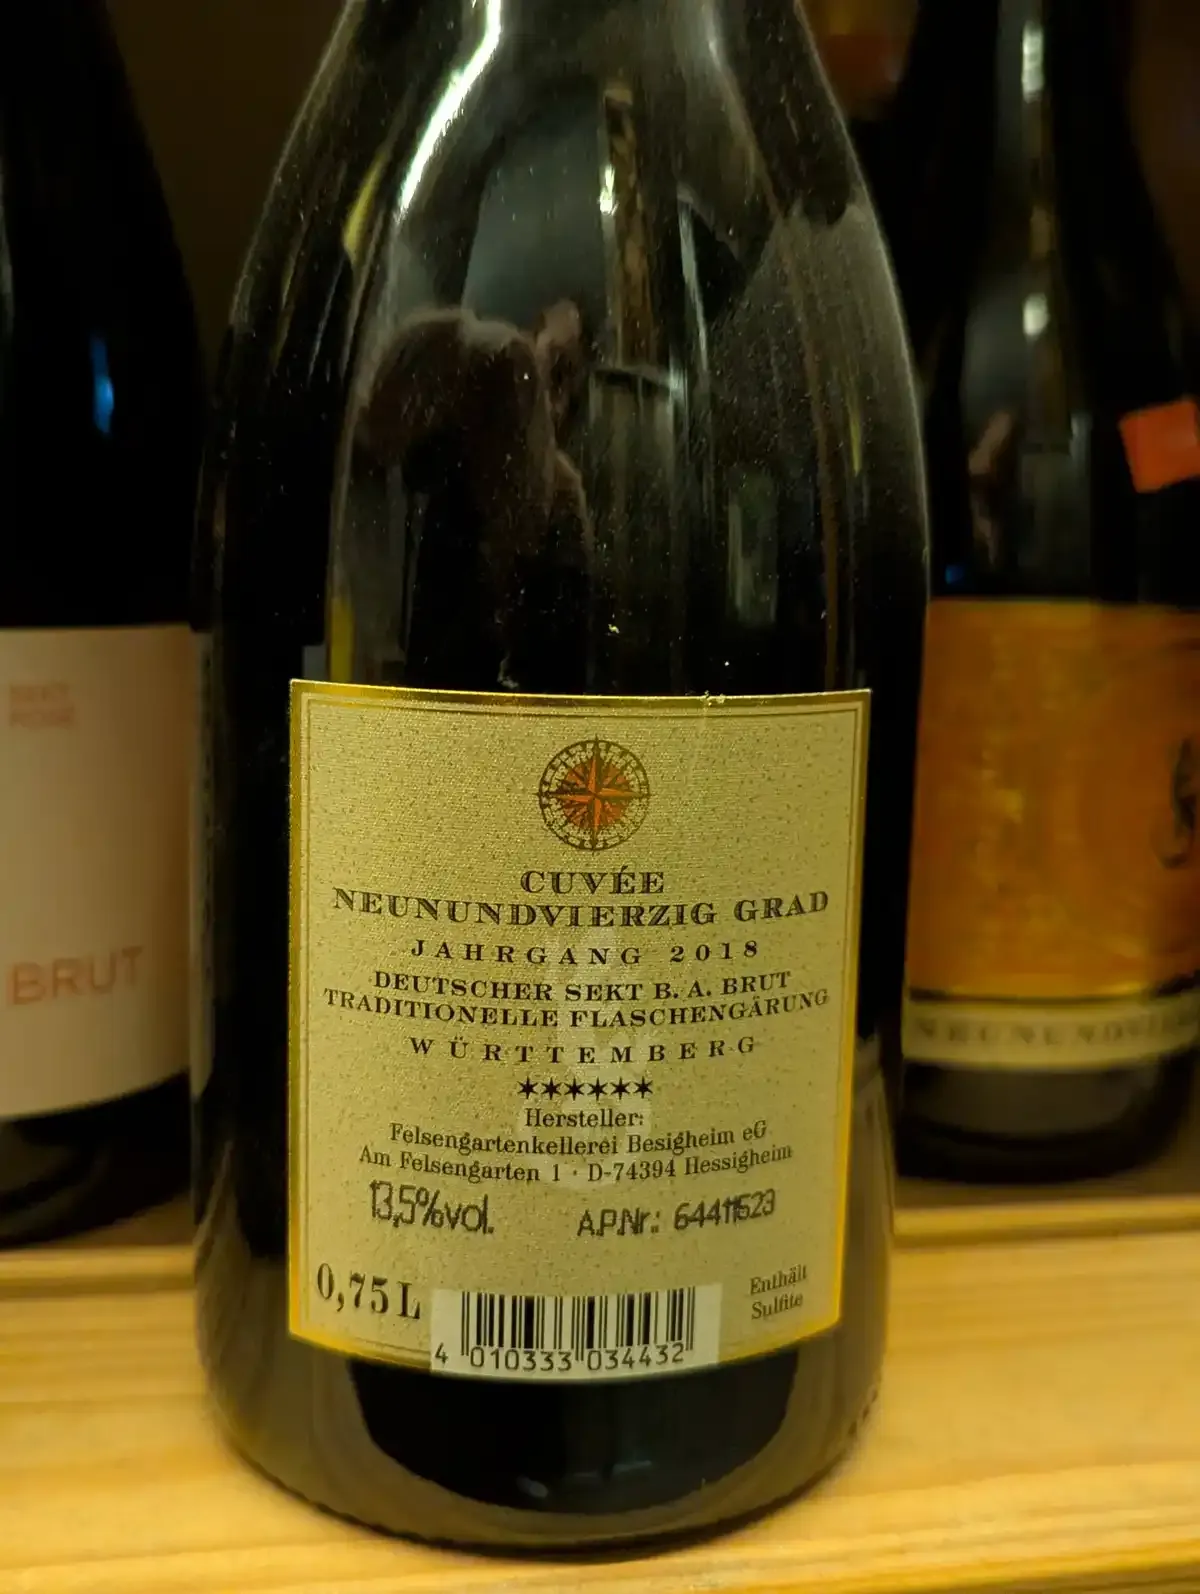 CUVÉE
NEUNUNDVIERZIG GRAD
JAHRGANG 2018
DEUTSCHER SEKT B. A. BRUT
TRADITIONELLE FLASCHENGÄRUNG
WÜRTTEMBERG
✶✶✶✶✶✶
Hersteller:
Felsengartenkellerei Besigheim eG
Am Felsengarten 1 · D-74394 Hessigheim
13,5%vol. A.P.Nr.: 64411523
0,75 L
Enthält
Sulfite
4 010333 034432
BRUT